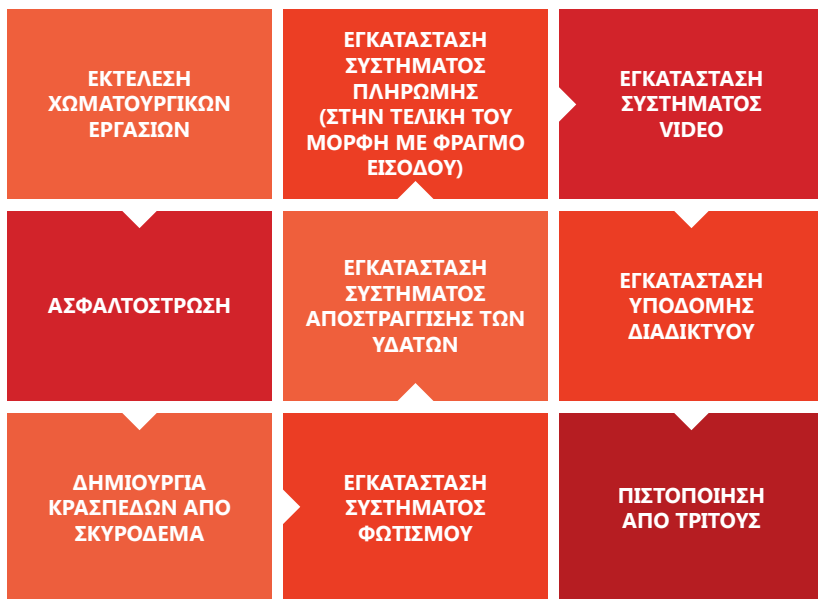 ΕΚΤΕΛΕΣΗ
ΧΩΜΑΤΟΥΡΓΙΚΩΝ
ΕΡΓΑΣΙΩΝ
ΑΣΦΑΛΤΟΣΤΡΩΣΗ
ΔΗΜΙΟΥΡΓΙΑ
ΚΡΑΣΠΕΔΩΝ ΑΠΟ
ΣΚΥΡΟΔΕΜΑ
ΕΓΚΑΤΑΣΤΑΣΗ
ΣΥΣΤΗΜΑΤΟΣ
ΦΩΤΙΣΜΟΥ
ΕΓΚΑΤΑΣΤΑΣΗ
ΣΥΣΤΗΜΑΤΟΣ
ΑΠΟΣΤΡΑΓΓΙΣΗΣ ΤΩΝ
ΥΔΑΤΩΝ
ΕΓΚΑΤΑΣΤΑΣΗ
ΣΥΣΤΗΜΑΤΟΣ
ΠΛΗΡΩΜΗΣ
(ΣΤΗΝ ΤΕΛΙΚΗ ΤΟΥ
ΜΟΡΦΗ ΜΕ ΦΡΑΓΜΟ
ΕΙΣΟΔΟΥ)
ΕΓΚΑΤΑΣΤΑΣΗ
ΣΥΣΤΗΜΑΤΟΣ
VIDEO
ΕΓΚΑΤΑΣΤΑΣΗ
ΥΠΟΔΟΜΗΣ
ΔΙΑΔΙΚΤΥΟΥ
ΠΙΣΤΟΠΟΙΗΣΗ
ΑΠΟ ΤΡΙΤΟΥΣ